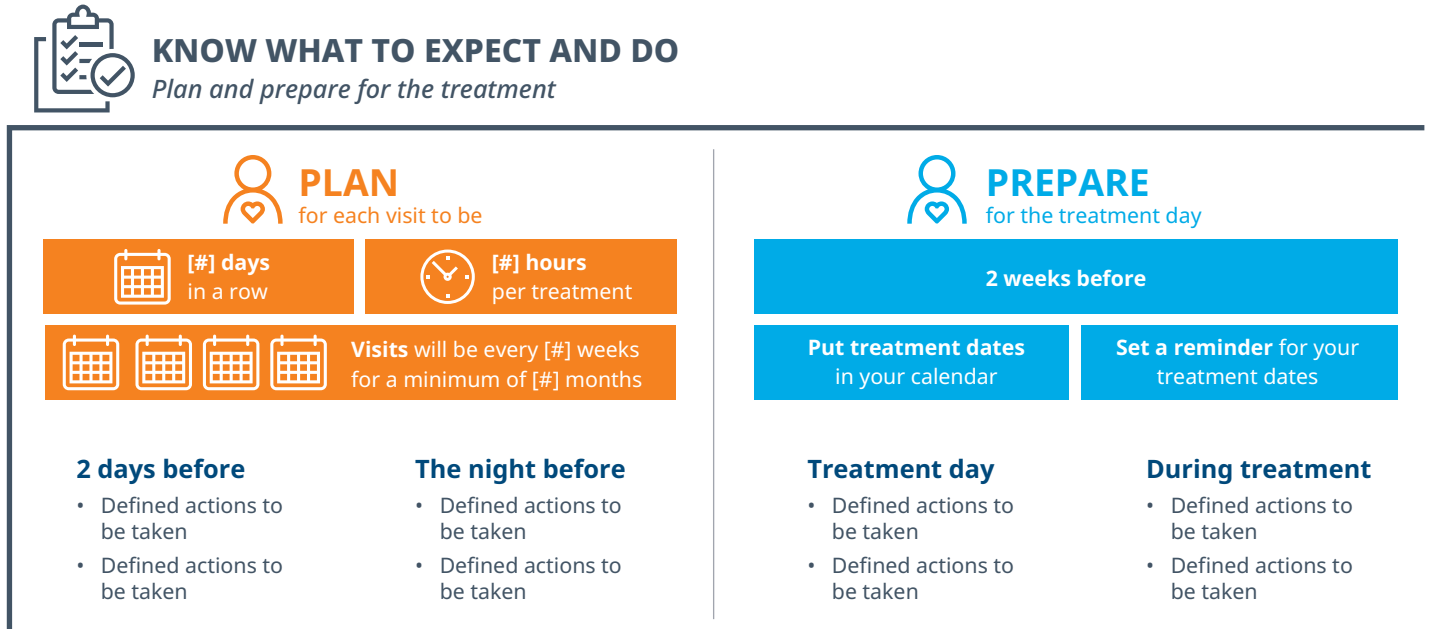 KNOW WHAT TO EXPECT AND DO
Plan and prepare for the treatment
PLAN
for each visit to be
[#] days
in a row
[#] hours
per treatment
Visits will be every [#] weeks
for a minimum of [#] months
2 days before
• Defined actions to
be taken
• Defined actions to
be taken
The night before
• Defined actions to
be taken
• Defined actions to
be taken
PREPARE
for the treatment day
2 weeks before
Put treatment dates
in your calendar
Set a reminder for your
treatment dates
Treatment day
• Defined actions to
be taken
• Defined actions to
be taken
During treatment
• Defined actions to
be taken
• Defined actions to
be taken